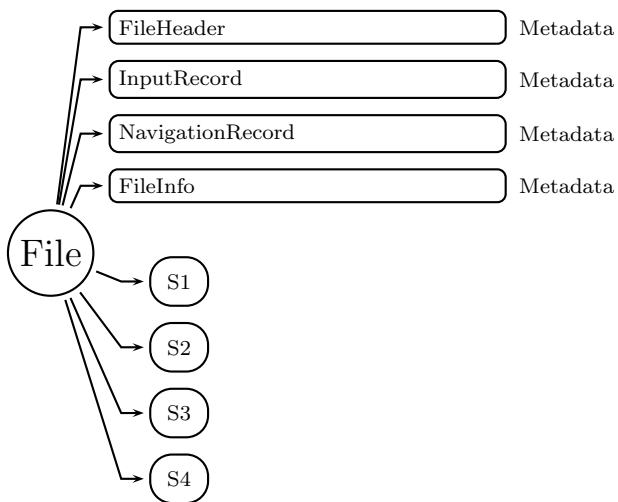 FileHeader Metadata
InputRecord Metadata
NavigationRecord Metadata
FileInfo Metadata
File
S1
S2
S3
S4